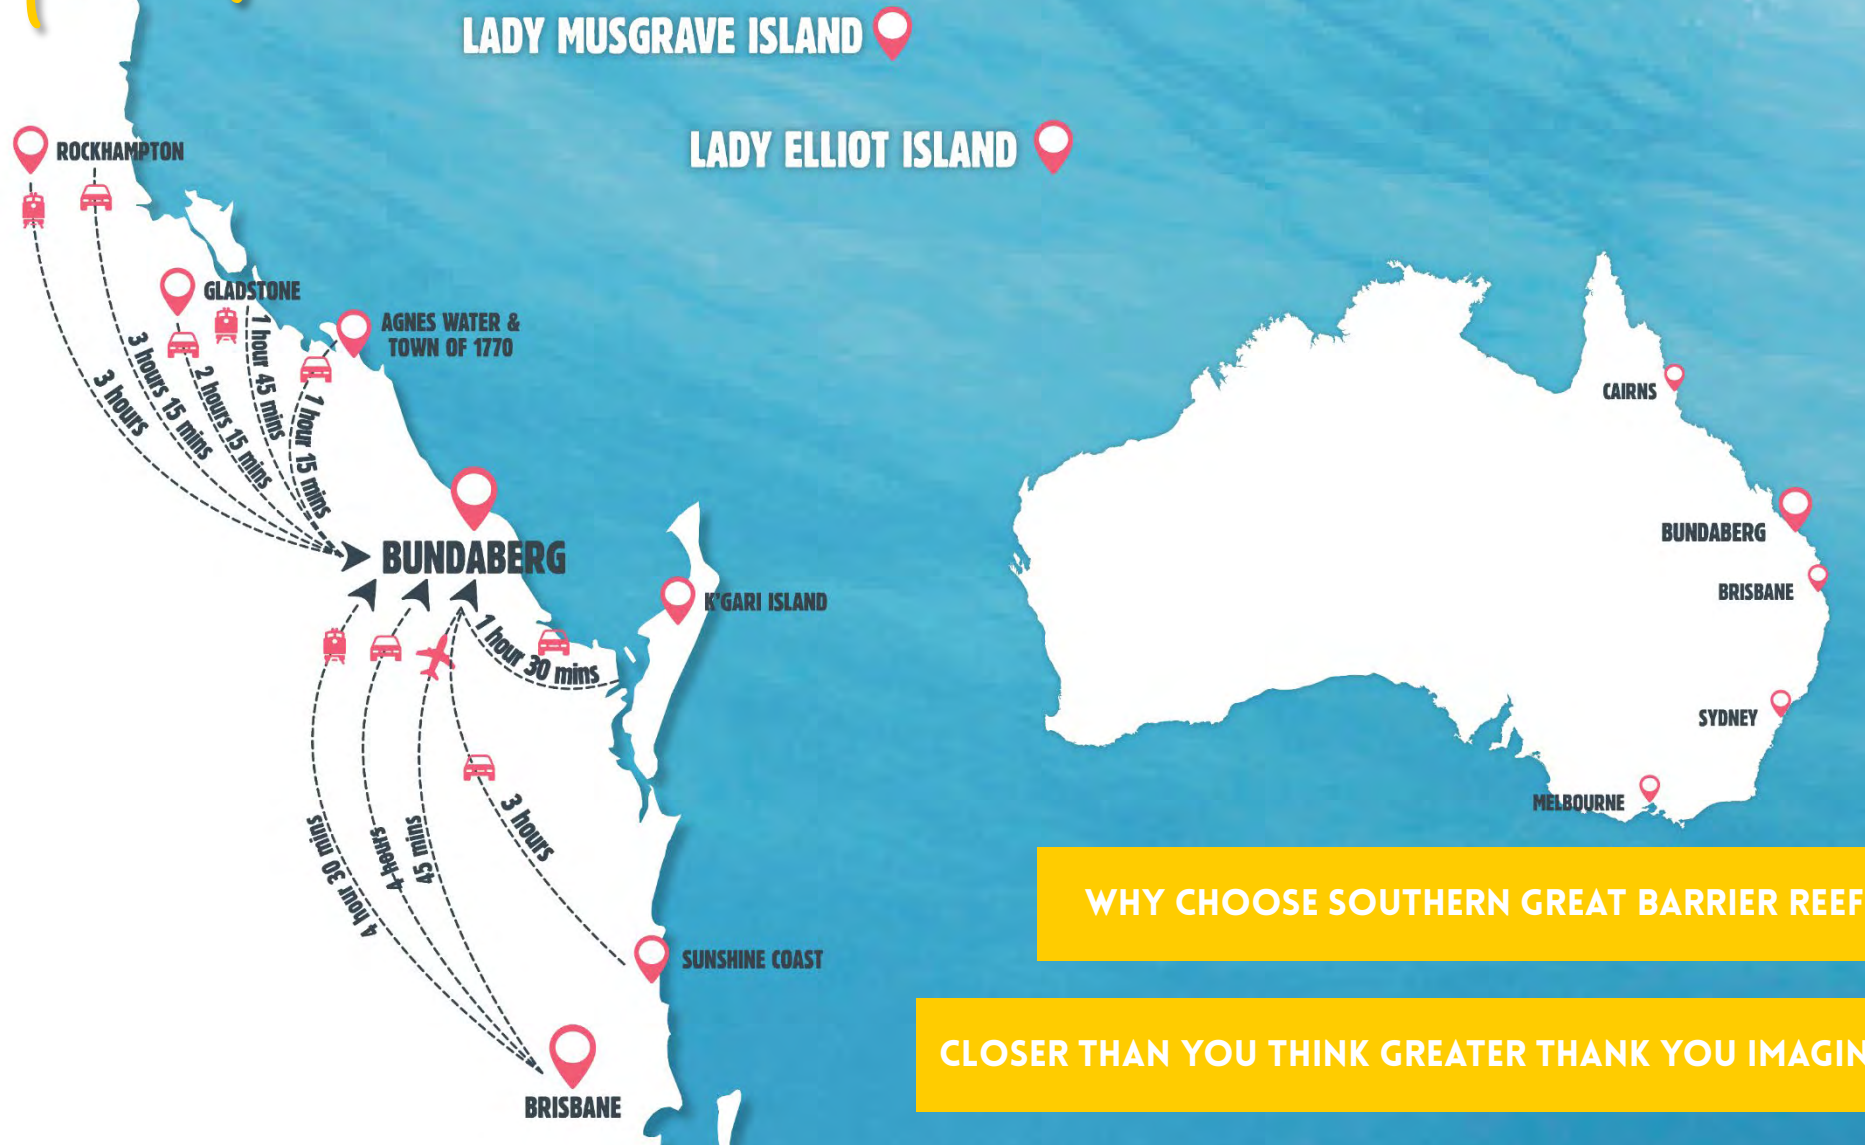 LADY MUSGRAVE ISLAND
LADY ELLIOT ISLAND
ROCKHAMPTON
GLADSTONE
AGNES WATER &
TOWN OF 1770
3 hours
3 hours 15 mins
2 hours 15 mins
1 hour 45 mins
1 hour 15 mins
BUNDABERG
K'GARI ISLAND
1 hour 30 mins
4 hour 30 mins
4 hours
45 mins
3 hours
SUNSHINE COAST
BRISBANE
CAIRNS
BUNDABERG
BRISBANE
SYDNEY
MELBOURNE
WHY CHOOSE SOUTHERN GREAT BARRIER REEF
CLOSER THAN YOU THINK GREATER THANK YOU IMAGIN